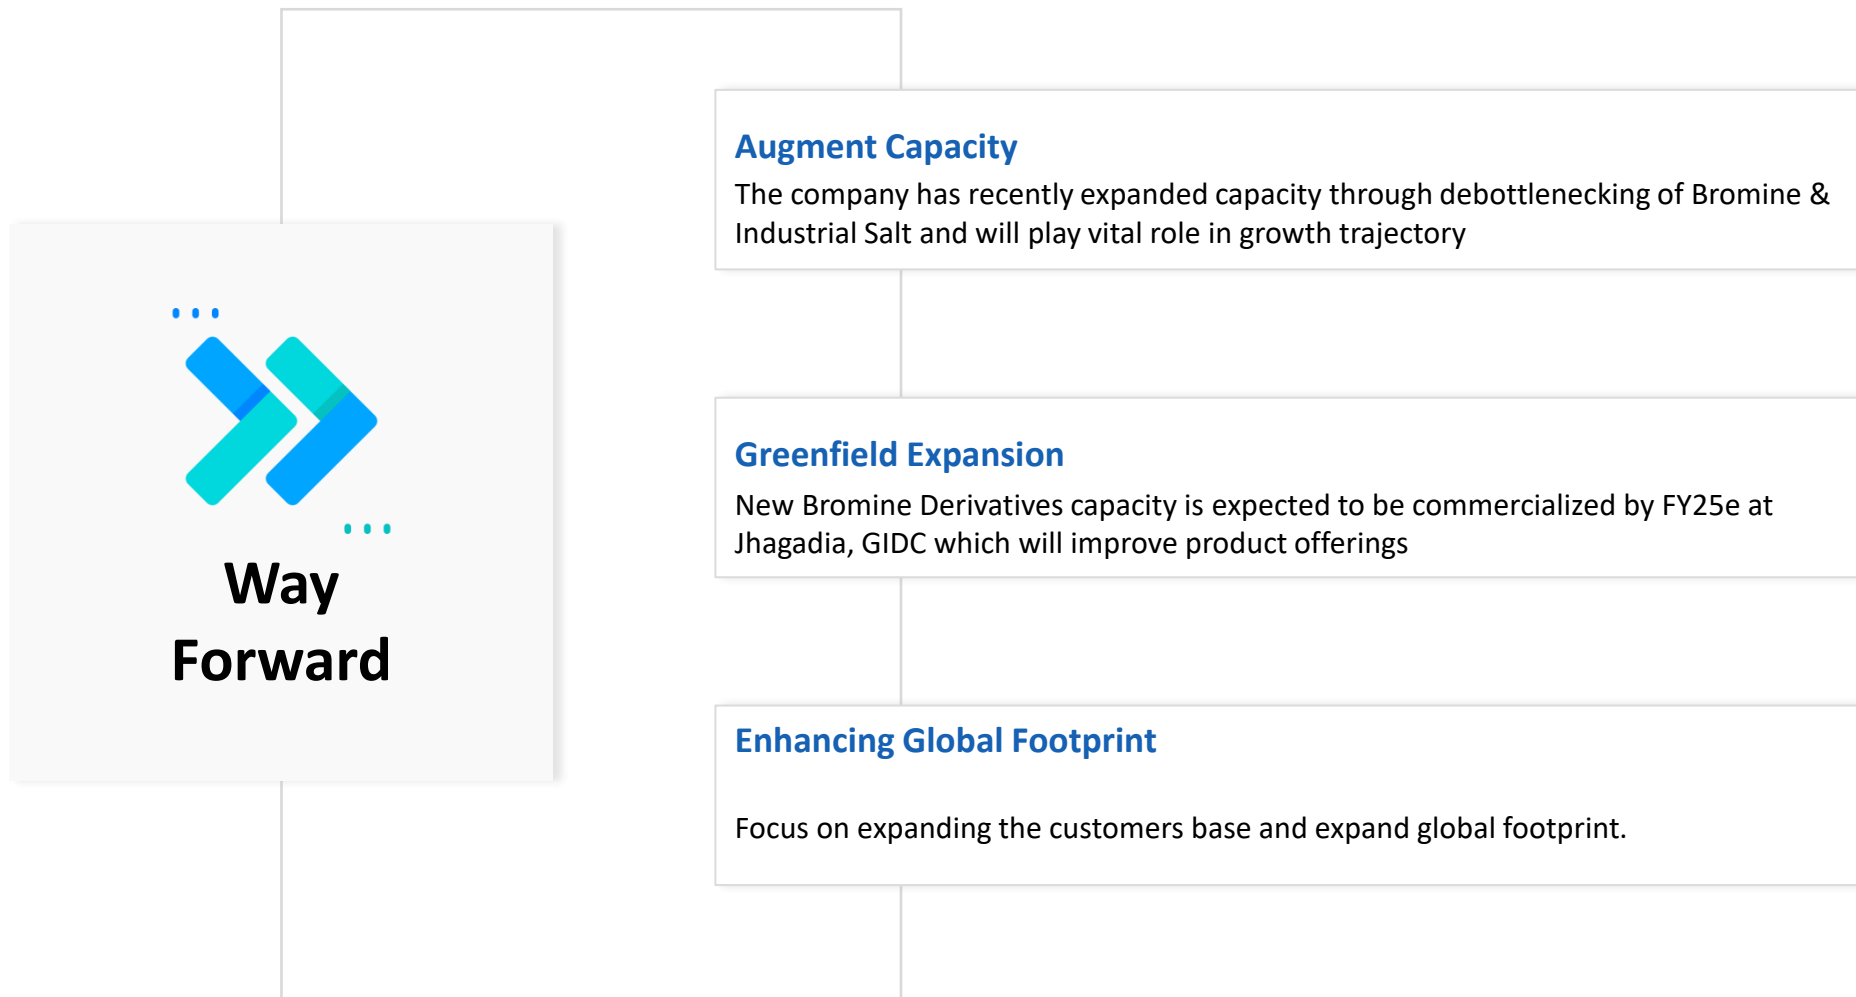 Way
Forward
Augment Capacity
The company has recently expanded capacity through debottlenecking of Bromine &
Industrial Salt and will play vital role in growth trajectory
Greenfield Expansion
New Bromine Derivatives capacity is expected to be commercialized by FY25e at
Jhagadia, GIDC which will improve product offerings
Enhancing Global Footprint
Focus on expanding the customers base and expand global footprint.